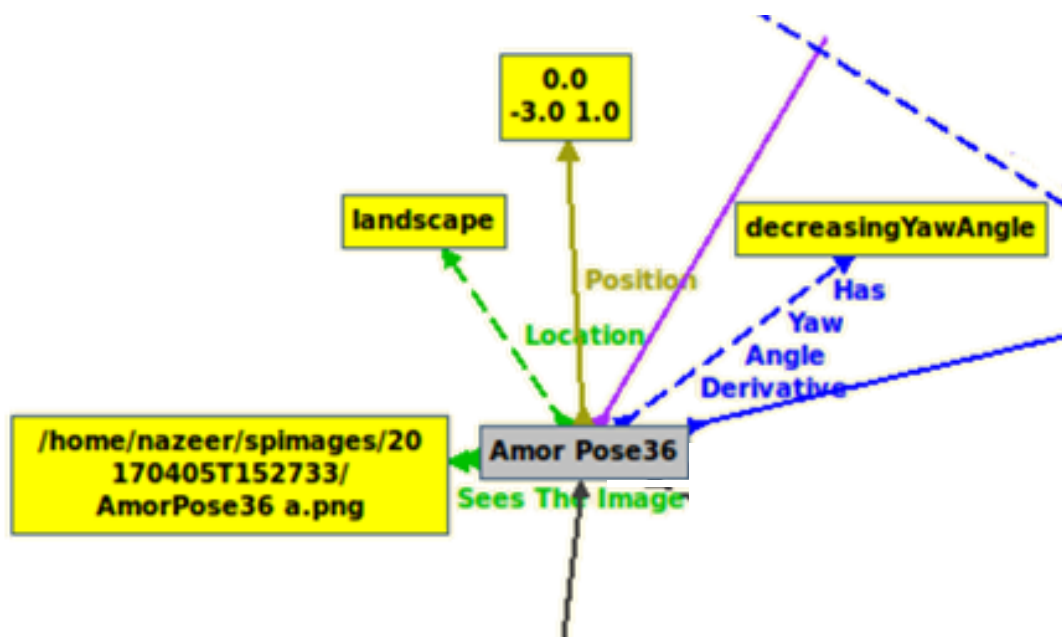 0.0
-3.0 1.0
landscape
decreasingYawAngle
Position
Has
Yaw
Angle
Derivative
Location
/home/nazeer/spimages/20
170405T152733/
AmorPose36 a.png
Amor Pose36
Sees The Image